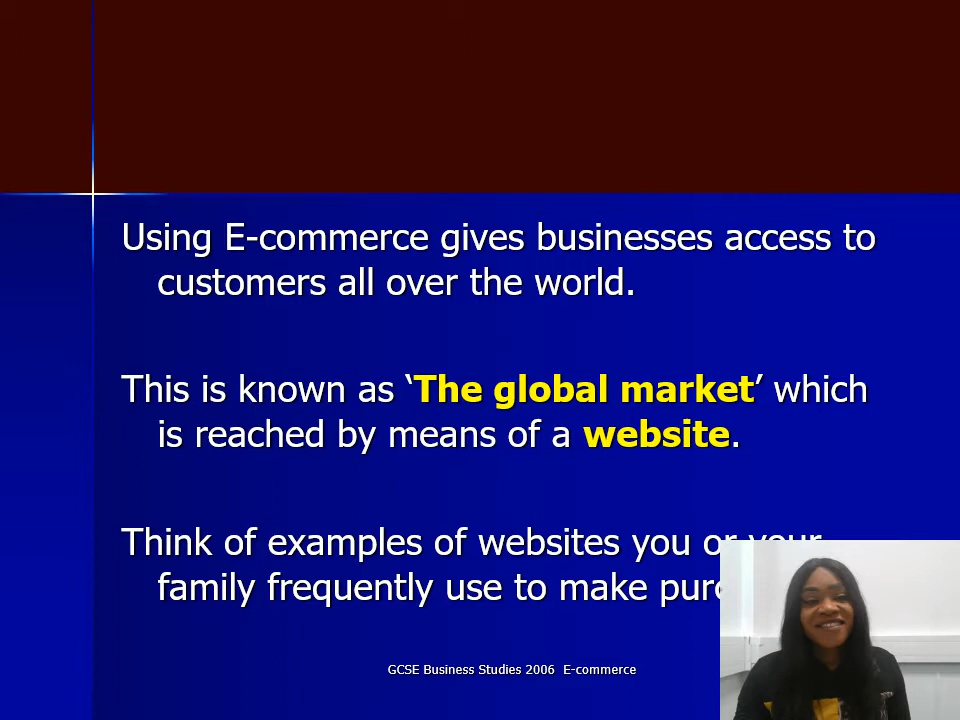 Using E-commerce gives businesses access to
customers all over the world.
This is known as ‘The global market’ which
is reached by means of a website.
Think of examples of websites you or your
family frequently use to make
GCSE Business Studies 2006 E-commerce